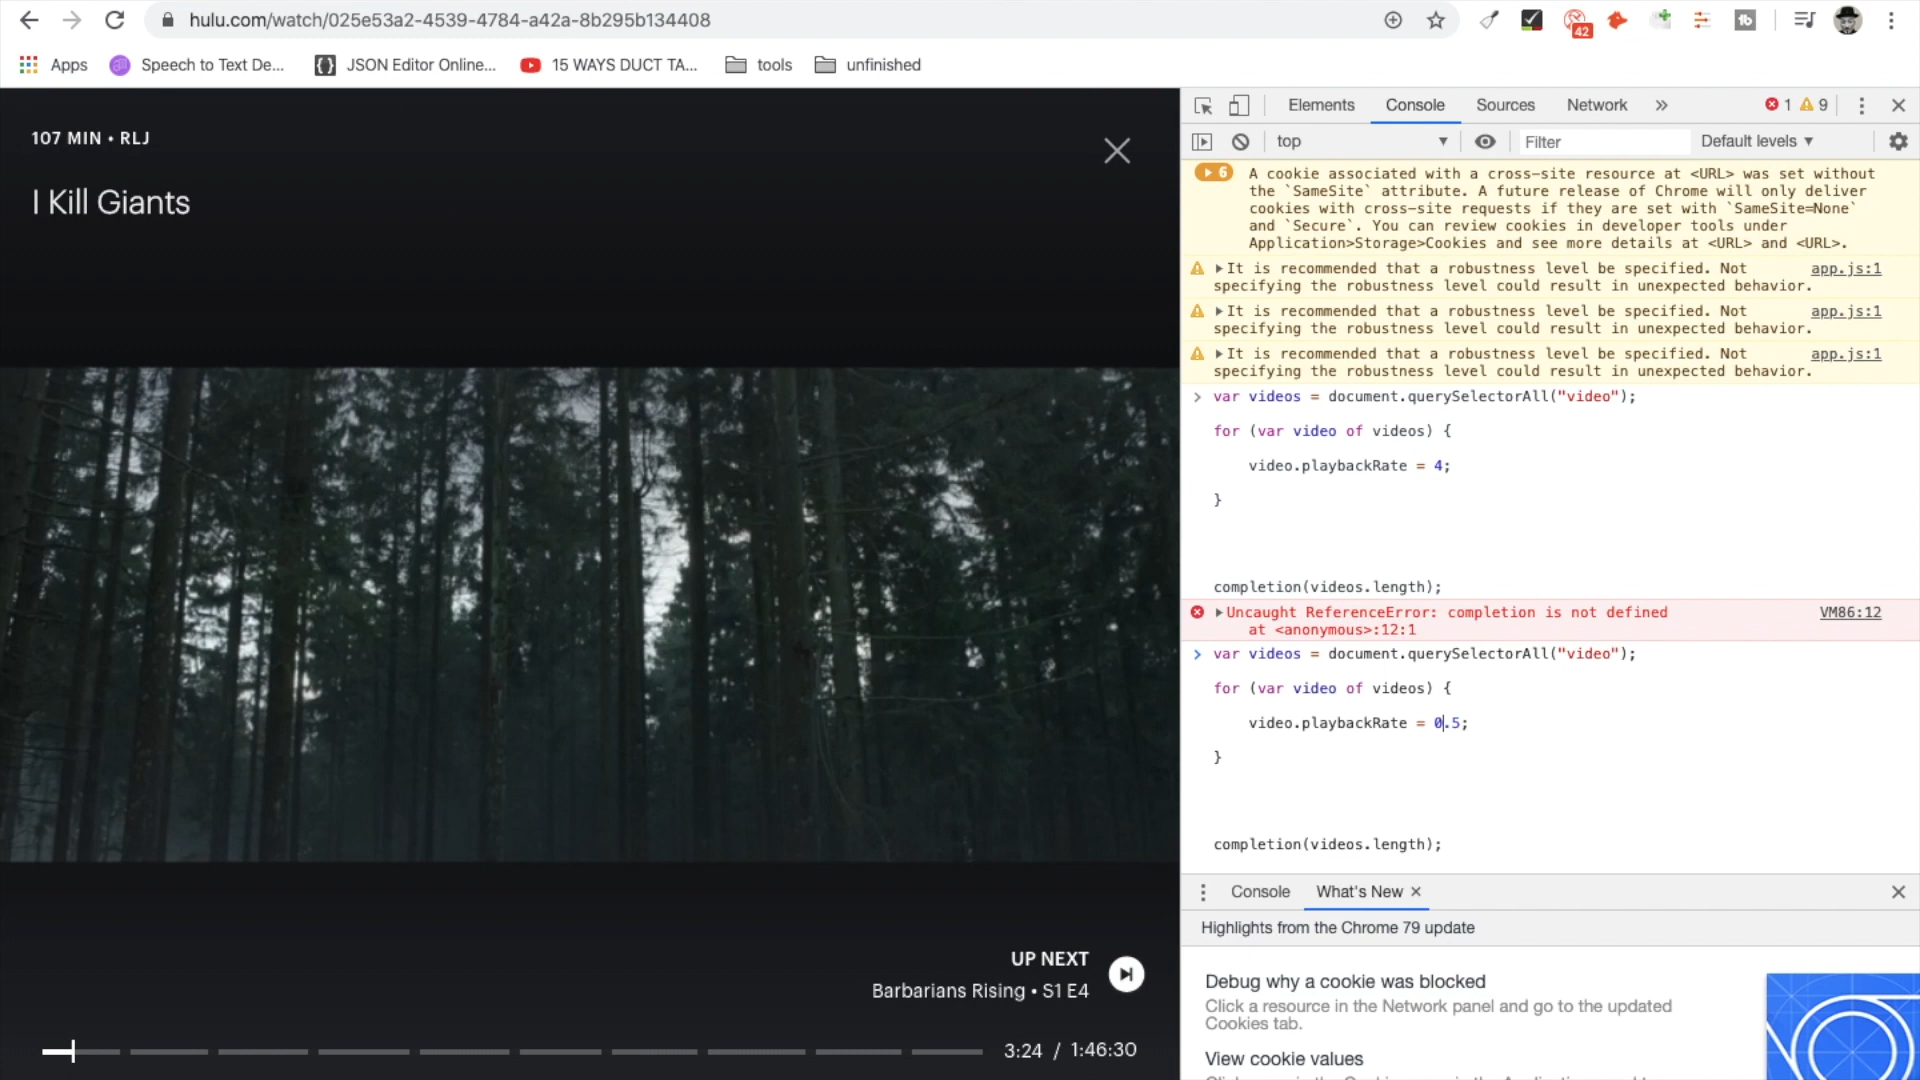 hulu.com/watch/025e53a2-4539-4784-a42a-8b295b134408
42
Apps
Speech to Text De...
JSON Editor Online...
15 WAYS DUCT TA...
tools
unfinished
107 MIN • RLJ
I Kill Giants
UP NEXT
Barbarians Rising • S1 E4
3:24 / 1:46:30
Elements
Console
Sources
Network
1
9
top
Filter
Default levels
6
A cookie associated with a cross-site resource at <URL> was set without
the `SameSite` attribute. A future release of Chrome will only deliver
cookies with cross-site requests if they are set with `SameSite=None`
and `Secure`. You can review cookies in developer tools under
Application>Storage>Cookies and see more details at <URL> and <URL>.
It is recommended that a robustness level be specified. Not app.js:1
specifying the robustness level could result in unexpected behavior.
It is recommended that a robustness level be specified. Not app.js:1
specifying the robustness level could result in unexpected behavior.
It is recommended that a robustness level be specified. Not app.js:1
specifying the robustness level could result in unexpected behavior.
var videos = document.querySelectorAll("video");
for (var video of videos) {
video.playbackRate = 4;
}
completion(videos.length);
Uncaught ReferenceError: completion is not defined VM86:12
at <anonymous>:12:1
var videos = document.querySelectorAll("video");
for (var video of videos) {
video.playbackRate = 0.5;
}
completion(videos.length);
Console
What's New
Highlights from the Chrome 79 update
Debug why a cookie was blocked
Click a resource in the Network panel and go to the updated
Cookies tab.
View cookie values